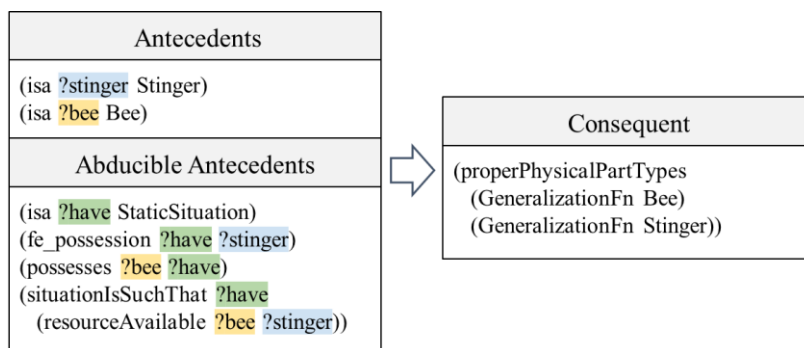 Antecedents
(isa ?stinger Stinger)
(isa ?bee Bee)
Abducible Antecedents
(isa ?have StaticSituation)
(fe_possession ?have ?stinger)
(possesses ?bee ?have)
(situationIsSuchThat ?have
(resourceAvailable ?bee ?stinger))
Consequent
(properPhysicalPartTypes
(GeneralizationFn Bee)
(GeneralizationFn Stinger))